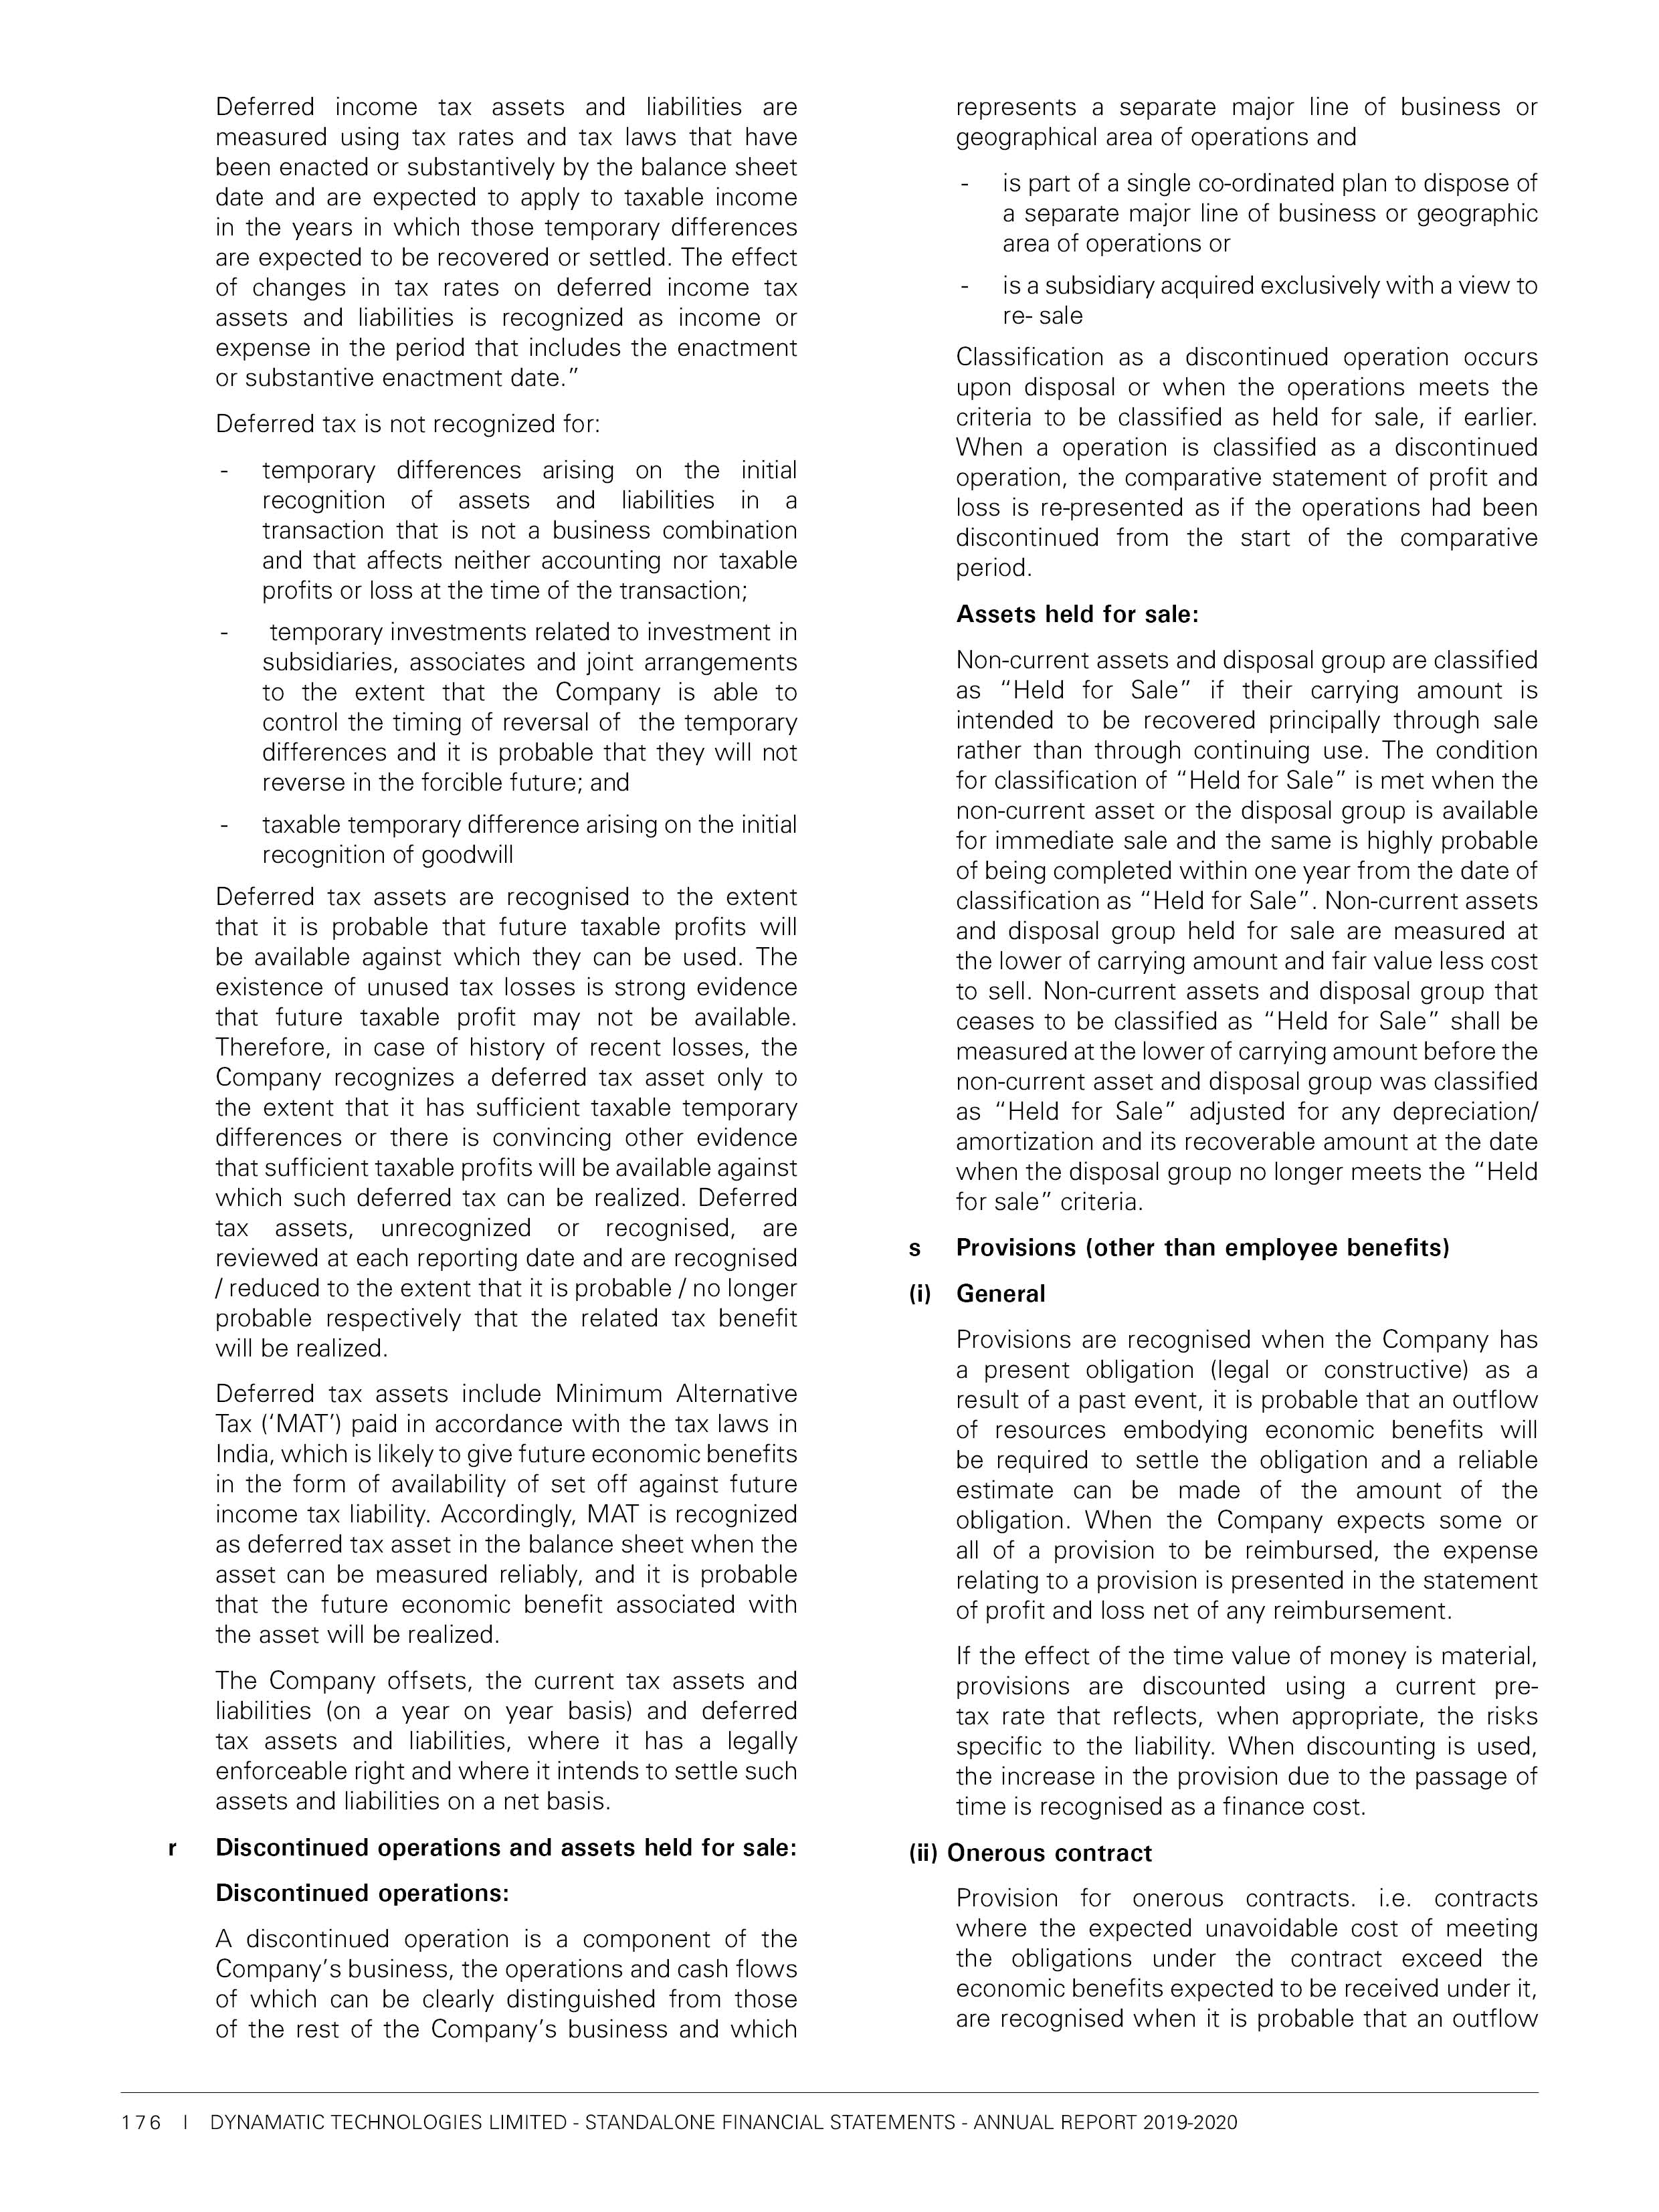 Deferred income tax assets and liabilities are
measured using tax rates and tax laws that have
been enacted or substantively by the balance sheet
date and are expected to apply to taxable income
in the years in which those temporary differences
are expected to be recovered or settled. The effect
of changes in tax rates on deferred income tax
assets and liabilities is recognized as income or
expense in the period that includes the enactment
or substantive enactment date.”
Deferred tax is not recognized for:
- temporary differences arising on the initial
recognition of assets and liabilities in a
transaction that is not a business combination
and that affects neither accounting nor taxable
profits or loss at the time of the transaction;
- temporary investments related to investment in
subsidiaries, associates and joint arrangements
to the extent that the Company is able to
control the timing of reversal of the temporary
differences and it is probable that they will not
reverse in the forcible future; and
- taxable temporary difference arising on the initial
recognition of goodwill
Deferred tax assets are recognised to the extent
that it is probable that future taxable profits will
be available against which they can be used. The
existence of unused tax losses is strong evidence
that future taxable profit may not be available.
Therefore, in case of history of recent losses, the
Company recognizes a deferred tax asset only to
the extent that it has sufficient taxable temporary
differences or there is convincing other evidence
that sufficient taxable profits will be available against
which such deferred tax can be realized. Deferred
tax assets, unrecognized or recognised, are
reviewed at each reporting date and are recognised
/ reduced to the extent that it is probable / no longer
probable respectively that the related tax benefit
will be realized.
Deferred tax assets include Minimum Alternative
Tax (‘MAT’) paid in accordance with the tax laws in
India, which is likely to give future economic benefits
in the form of availability of set off against future
income tax liability. Accordingly, MAT is recognized
as deferred tax asset in the balance sheet when the
asset can be measured reliably, and it is probable
that the future economic benefit associated with
the asset will be realized.
The Company offsets, the current tax assets and
liabilities (on a year on year basis) and deferred
tax assets and liabilities, where it has a legally
enforceable right and where it intends to settle such
assets and liabilities on a net basis.
r Discontinued operations and assets held for sale:
Discontinued operations:
A discontinued operation is a component of the
Company’s business, the operations and cash flows
of which can be clearly distinguished from those
of the rest of the Company’s business and which
represents a separate major line of business or
geographical area of operations and
- is part of a single co-ordinated plan to dispose of
a separate major line of business or geographic
area of operations or
- is a subsidiary acquired exclusively with a view to
re- sale
Classification as a discontinued operation occurs
upon disposal or when the operations meets the
criteria to be classified as held for sale, if earlier.
When a operation is classified as a discontinued
operation, the comparative statement of profit and
loss is re-presented as if the operations had been
discontinued from the start of the comparative
period.
Assets held for sale:
Non-current assets and disposal group are classified
as “Held for Sale” if their carrying amount is
intended to be recovered principally through sale
rather than through continuing use. The condition
for classification of “Held for Sale” is met when the
non-current asset or the disposal group is available
for immediate sale and the same is highly probable
of being completed within one year from the date of
classification as “Held for Sale”. Non-current assets
and disposal group held for sale are measured at
the lower of carrying amount and fair value less cost
to sell. Non-current assets and disposal group that
ceases to be classified as “Held for Sale” shall be
measured at the lower of carrying amount before the
non-current asset and disposal group was classified
as “Held for Sale” adjusted for any depreciation/
amortization and its recoverable amount at the date
when the disposal group no longer meets the “Held
for sale” criteria.
s Provisions (other than employee benefits)
(i) General
Provisions are recognised when the Company has
a present obligation (legal or constructive) as a
result of a past event, it is probable that an outflow
of resources embodying economic benefits will
be required to settle the obligation and a reliable
estimate can be made of the amount of the
obligation. When the Company expects some or
all of a provision to be reimbursed, the expense
relating to a provision is presented in the statement
of profit and loss net of any reimbursement.
If the effect of the time value of money is material,
provisions are discounted using a current pre-
tax rate that reflects, when appropriate, the risks
specific to the liability. When discounting is used,
the increase in the provision due to the passage of
time is recognised as a finance cost.
(ii) Onerous contract
Provision for onerous contracts. i.e. contracts
where the expected unavoidable cost of meeting
the obligations under the contract exceed the
economic benefits expected to be received under it,
are recognised when it is probable that an outflow
176 I DYNAMATIC TECHNOLOGIES LIMITED - STANDALONE FINANCIAL STATEMENTS - ANNUAL REPORT 2019-2020